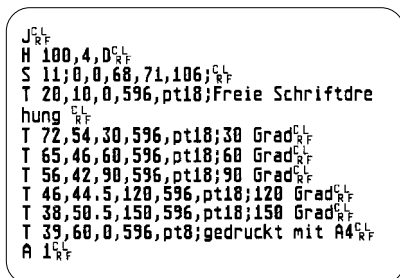 J␍␊
H 100,4,D␍␊
S l1;0,0,68,71,106;␍␊
T 20,10,0,596,pt18;Freie Schriftdre
hung ␍␊
T 72,54,30,596,pt18;30 Grad␍␊
T 65,46,60,596,pt18;60 Grad␍␊
T 56,42,90,596,pt18;90 Grad␍␊
T 46,44.5,120,596,pt18;120 Grad␍␊
T 38,50.5,150,596,pt18;150 Grad␍␊
T 39,60,0,596,pt8;gedruckt mit A4␍␊
A 1␍␊